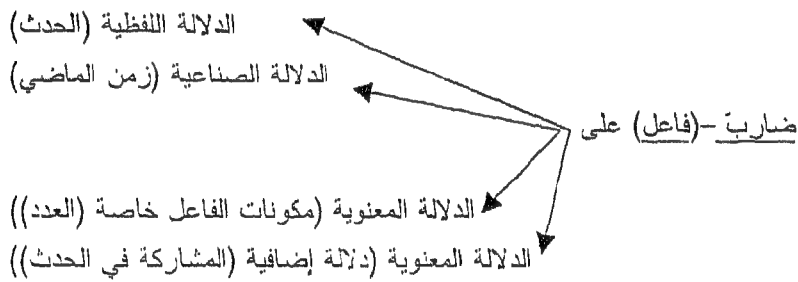 الدلالة اللفظية (الحدث)
الدلالة الصناعية (زمن الماضي)
ضاربّ -(فاعل) على
الدلالة المعنوية (مكونات الفاعل خاصة (العدد))
الدلالة المعنوية (دلالة إضافية (المشاركة في الحدث))